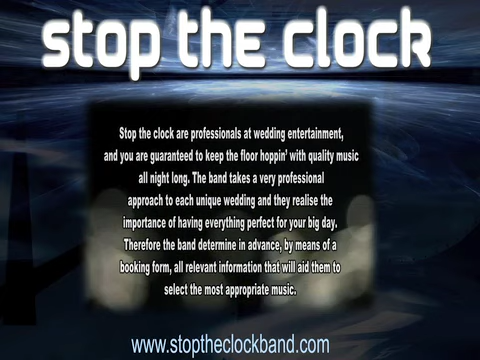 stop the clock
Stop the clock are professionals at wedding entertainment,
and you are guaranteed to keep the floor hoppin' with quality music
all night long. The band takes a very professional
approach to each unique wedding and they realise the
importance of having everything perfect for your big day.
Therefore the band determine in advance, by means of a
booking form, all relevant information that will aid them to
select the most appropriate music.
www.stoptheclockband.com